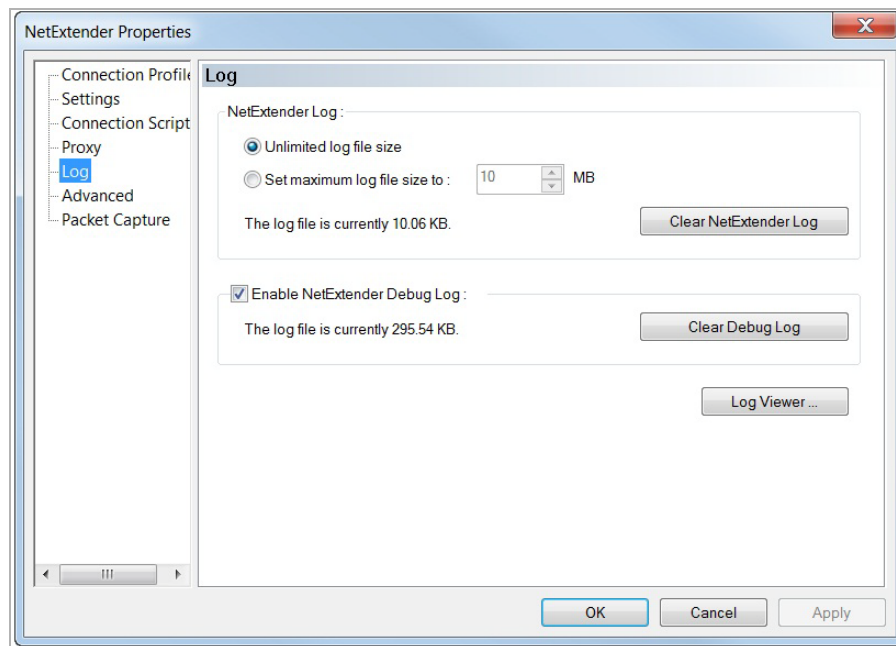 NetExtender Properties
X
Connection Profile
Settings
Connection Script
Proxy
Log
Advanced
Packet Capture
Log
NetExtender Log :
Unlimited log file size
Set maximum log file size to :
10
MB
The log file is currently 10.06 KB.
Clear NetExtender Log
Enable NetExtender Debug Log :
The log file is currently 295.54 KB.
Clear Debug Log
Log Viewer ...
OK
Cancel
Apply